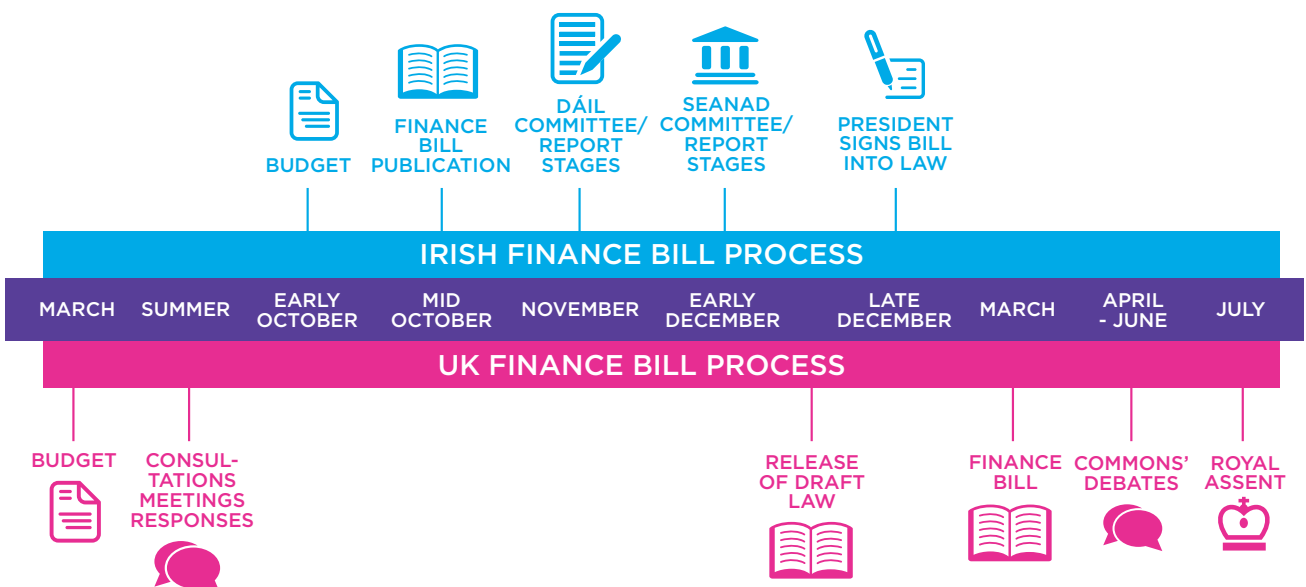 BUDGET
FINANCE
BILL
PUBLICATION
DÁIL
COMMITTEE/
REPORT
STAGES
SEANAD
COMMITTEE/
REPORT
STAGES
PRESIDENT
SIGNS BILL
INTO LAW
IRISH FINANCE BILL PROCESS
MARCH
SUMMER
EARLY
OCTOBER
MID
OCTOBER
NOVEMBER
EARLY
DECEMBER
LATE
DECEMBER
MARCH
APRIL
- JUNE
JULY
UK FINANCE BILL PROCESS
BUDGET
CONSUL-
TATIONS
MEETINGS
RESPONSES
RELEASE
OF DRAFT
LAW
FINANCE
BILL
COMMONS'
DEBATES
ROYAL
ASSENT